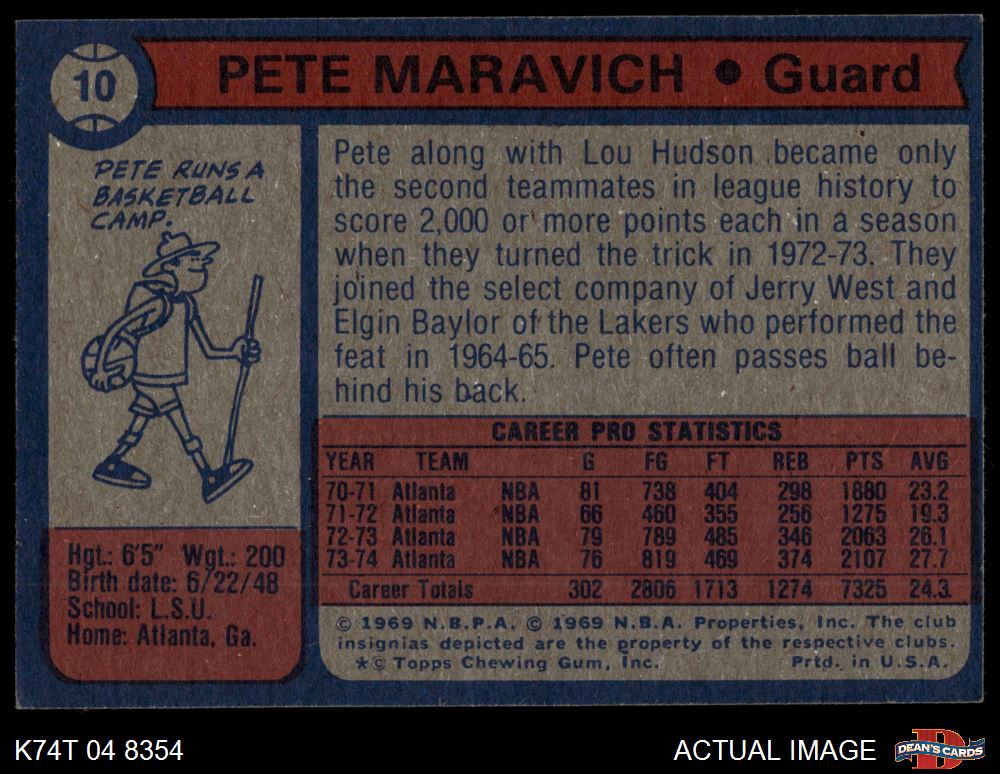 10
PETE MARAVICH • Guard
PETE RUNS A
BASKETBALL
CAMP.
Pete along with Lou Hudson became only
the second teammates in league history to
score 2,000 or more points each in a season
when they turned the trick in 1972-73. They
joined the select company of Jerry West and
Elgin Baylor of the Lakers who performed the
feat in 1964-65. Pete often passes ball be-
hind his back.
CAREER PRO STATISTICS
YEAR TEAM G FG FT REB PTS AVG
70-71 Atlanta NBA 81 738 404 298 1880 23.2
71-72 Atlanta NBA 66 460 355 256 1275 19.3
72-73 Atlanta NBA 79 789 485 346 2063 26.1
73-74 Atlanta NBA 76 819 469 374 2107 27.7
Career Totals 302 2806 1713 1274 7325 24.3
Hgt.: 6'5" Wgt.: 200
Birth date: 6/22/48
School: L.S.U.
Home: Atlanta, Ga.
© 1969 N.B.P.A. © 1969 N.B.A. Properties, Inc. The club
insignias depicted are the property of the respective clubs.
*© Topps Chewing Gum, Inc. Prtd. in U.S.A.
K74T 04 8354
ACTUAL IMAGE
DEAN'S CARDS